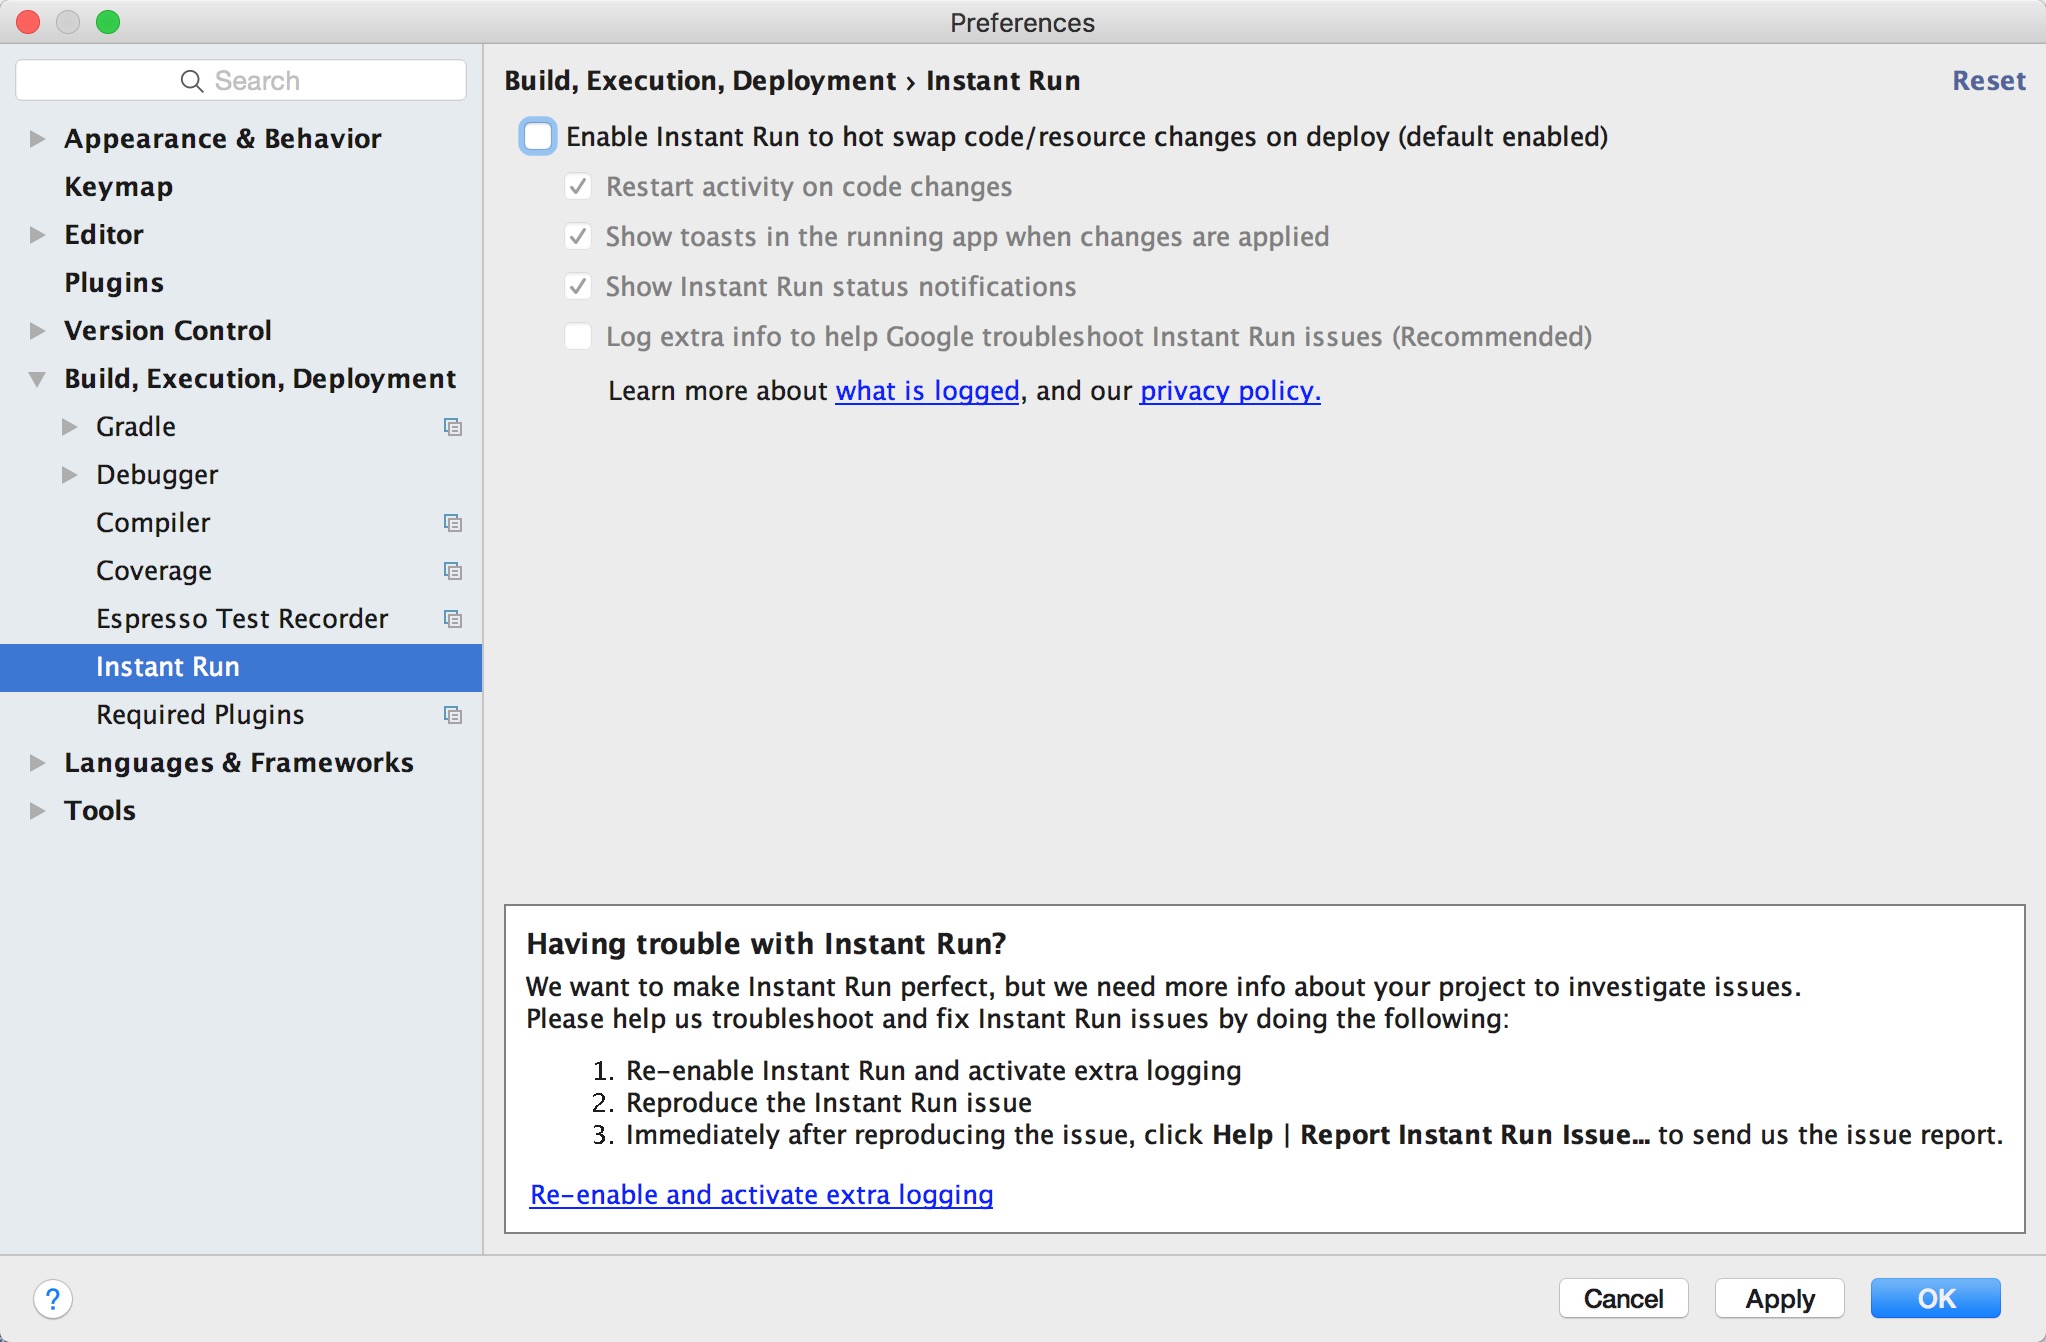 Preferences
Search
Appearance & Behavior
Keymap
Editor
Plugins
Version Control
Build, Execution, Deployment
Gradle
Debugger
Compiler
Coverage
Espresso Test Recorder
Instant Run
Required Plugins
Languages & Frameworks
Tools
Build, Execution, Deployment › Instant Run
Reset
Enable Instant Run to hot swap code/resource changes on deploy (default enabled)
Restart activity on code changes
Show toasts in the running app when changes are applied
Show Instant Run status notifications
Log extra info to help Google troubleshoot Instant Run issues (Recommended)
Learn more about what is logged, and our privacy policy.
Having trouble with Instant Run?
We want to make Instant Run perfect, but we need more info about your project to investigate issues.
Please help us troubleshoot and fix Instant Run issues by doing the following:
1. Re-enable Instant Run and activate extra logging
2. Reproduce the Instant Run issue
3. Immediately after reproducing the issue, click Help | Report Instant Run Issue... to send us the issue report.
Re-enable and activate extra logging
?
Cancel
Apply
OK